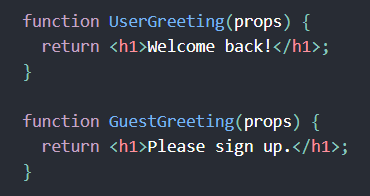 function UserGreeting(props) {
  return <h1>Welcome back!</h1>;
}
function GuestGreeting(props) {
  return <h1>Please sign up.</h1>;
}